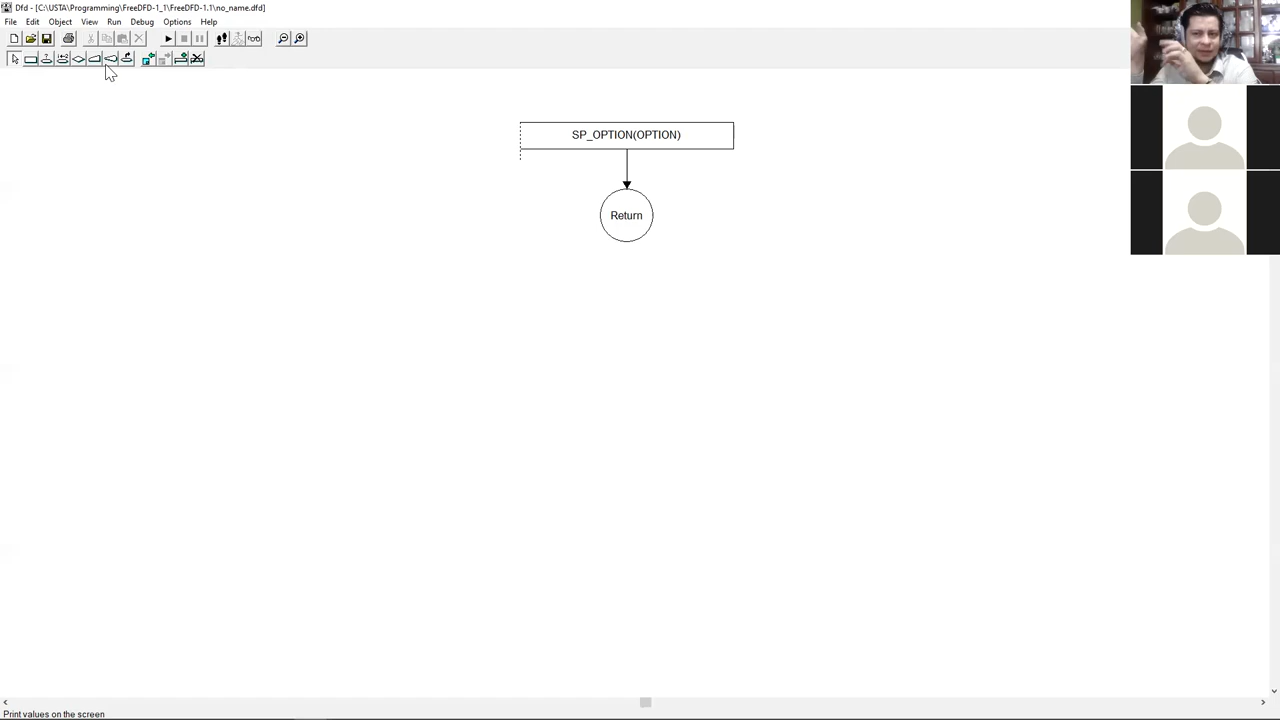 Dfd - [C:\USTA\Programming\FreeDFD-1_1\FreeDFD-1.1\no_name.dfd]
File Edit Object View Run Debug Options Help
SP_OPTION(OPTION)
Return
Print values on the screen